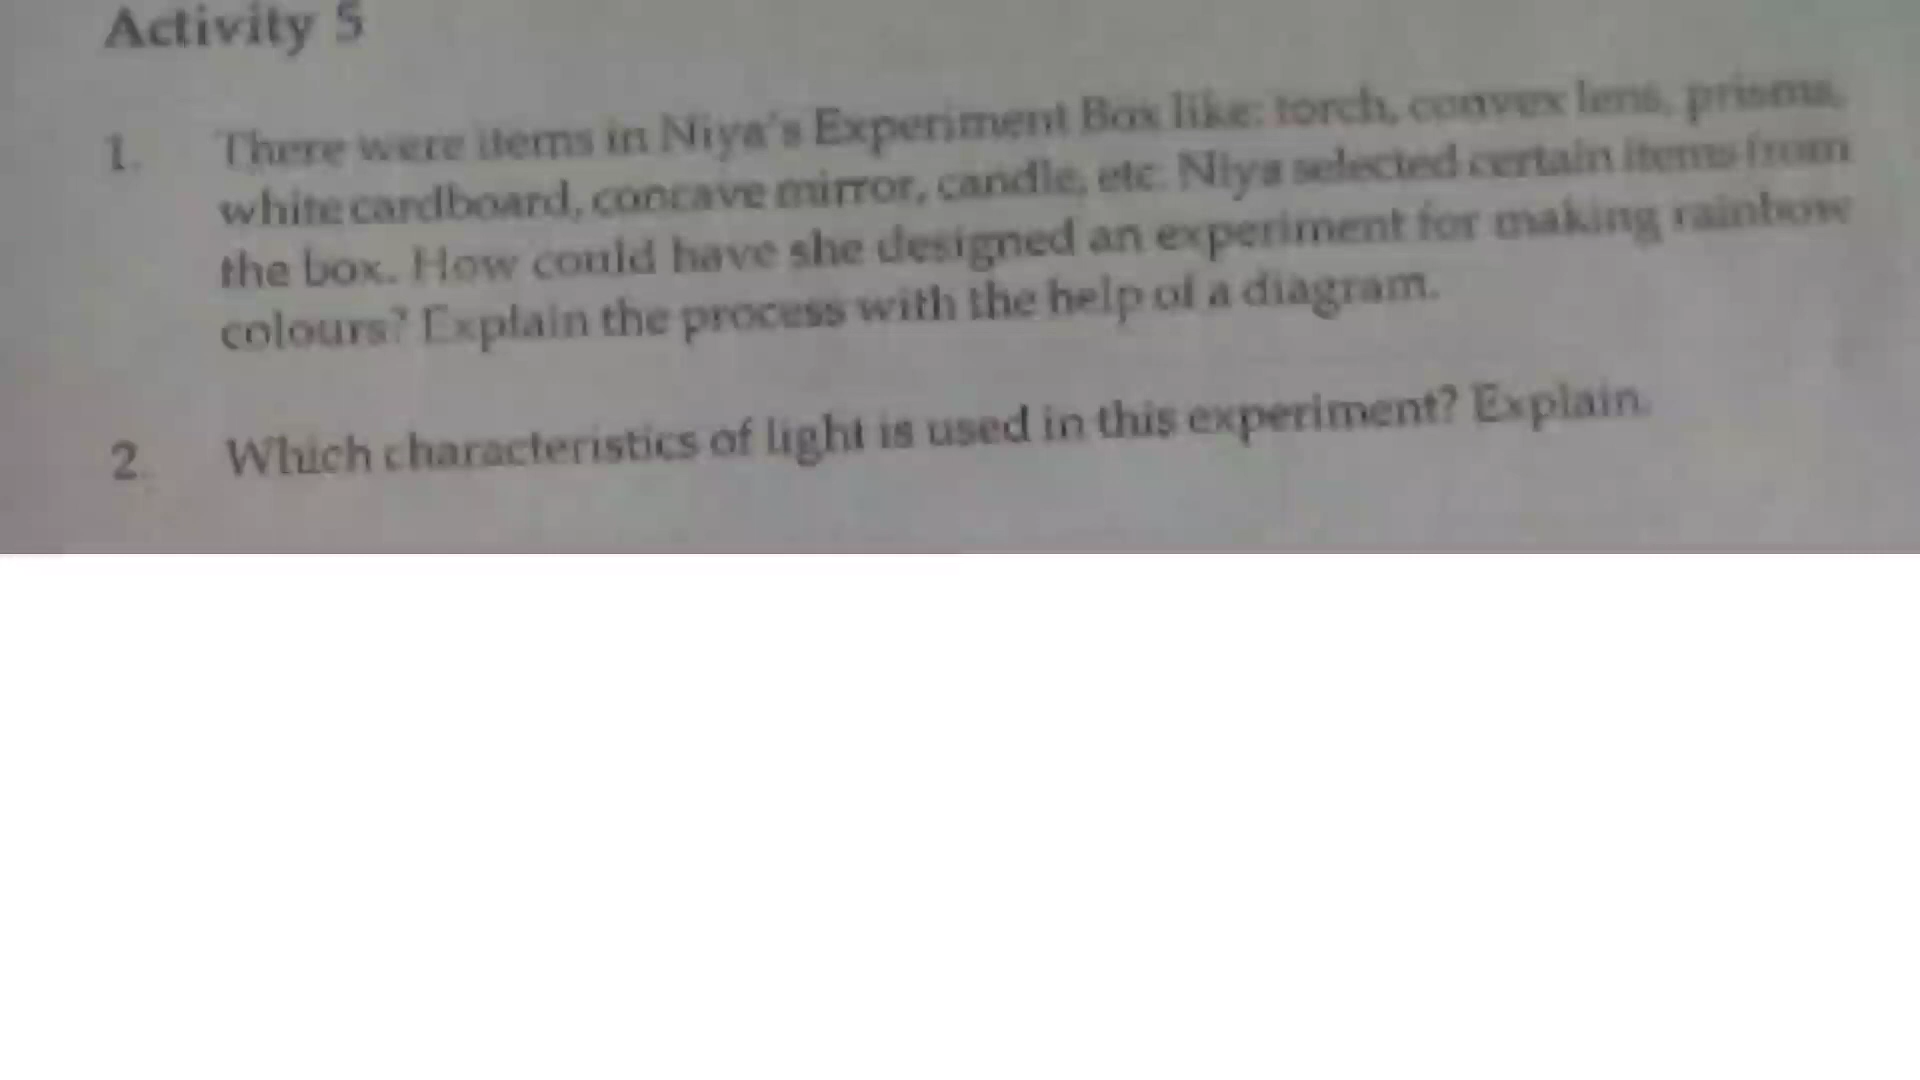 Activity 5
1. There were items in Niya's Experiment Box like: torch, convex lens, prisms,
white cardboard, concave mirror, candle, etc. Niya selected certain items from
the box. How could have she designed an experiment for making rainbow
colours? Explain the process with the help of a diagram.
2. Which characteristics of light is used in this experiment? Explain.